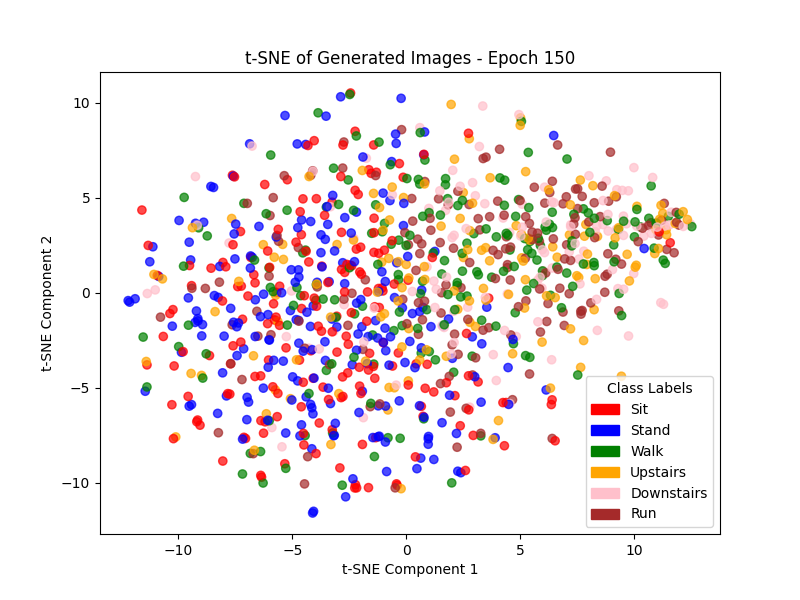 t-SNE of Generated Images - Epoch 150
t-SNE Component 2
10
5
0
−5
−10
−10
−5
0
5
10
t-SNE Component 1
Class Labels
Sit
Stand
Walk
Upstairs
Downstairs
Run